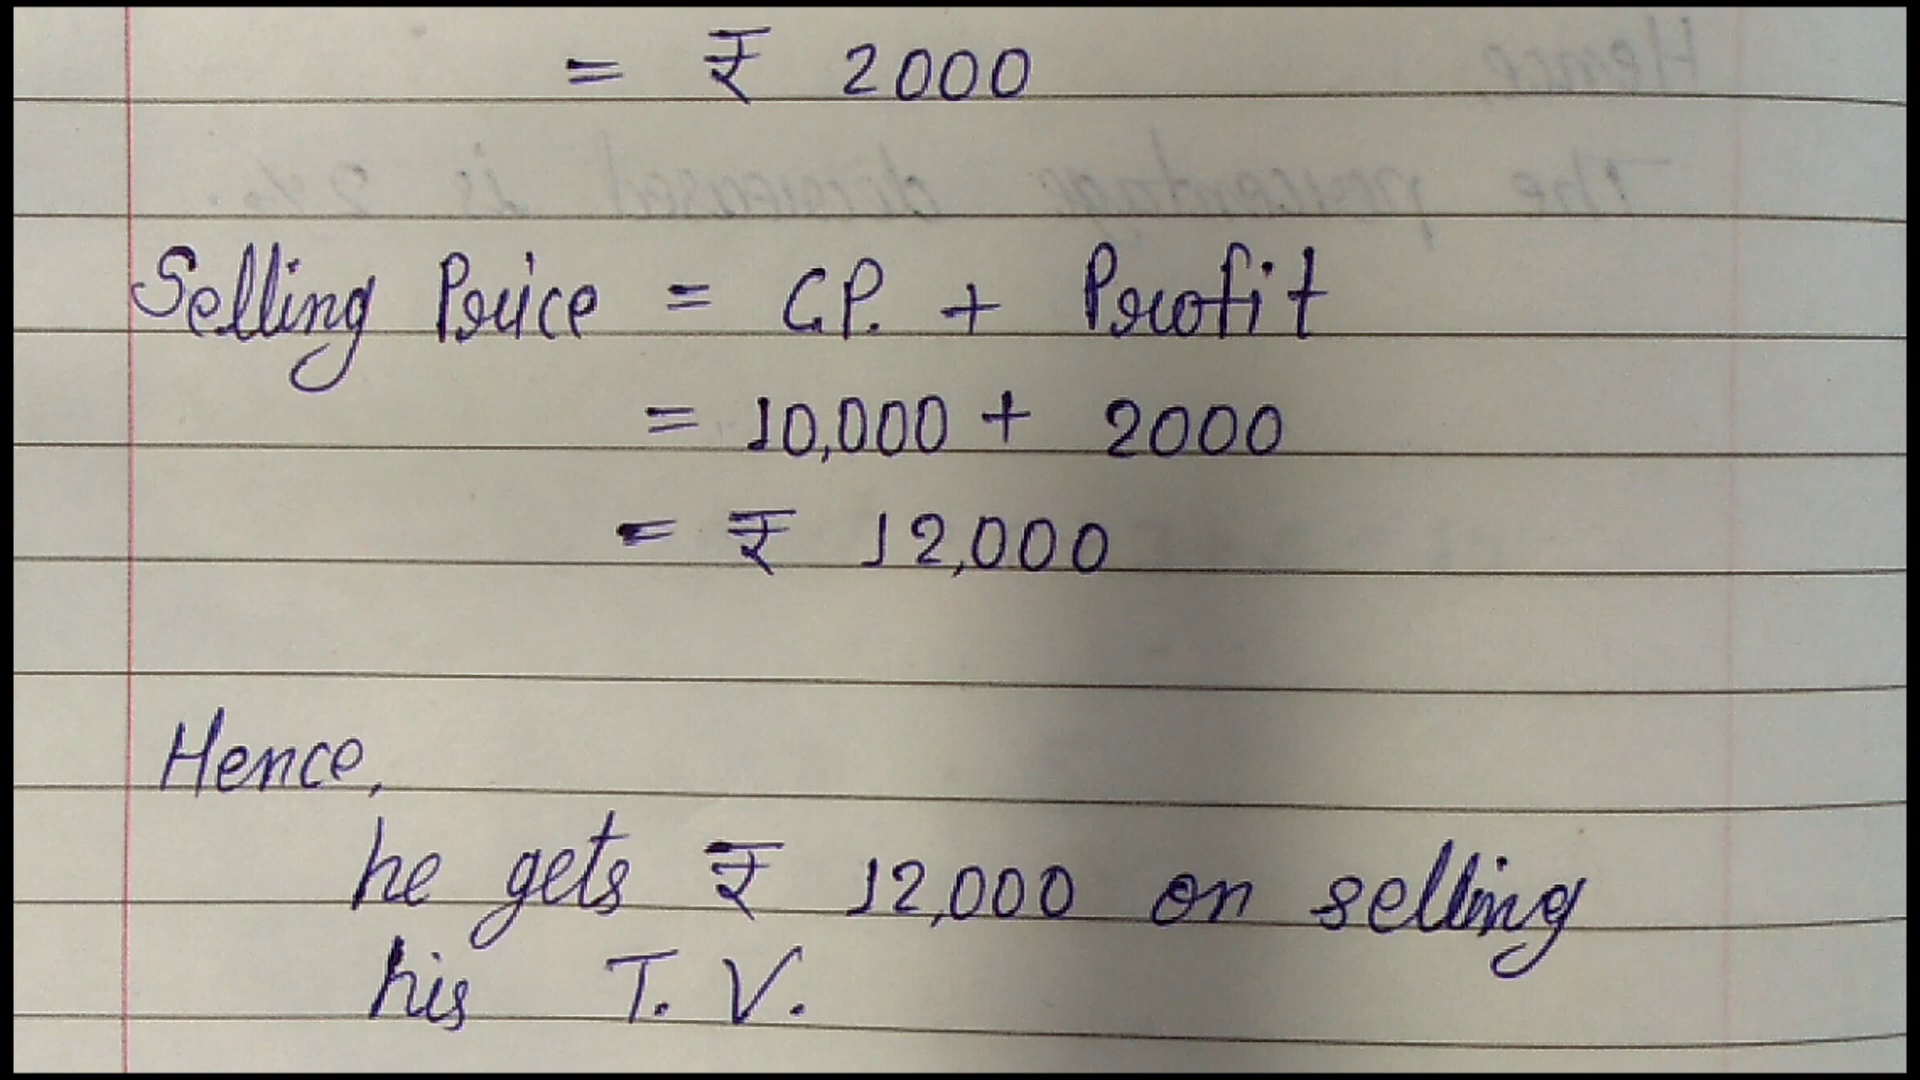 = ₹ 2000
Selling Price = C.P. + Profit
= 10,000 + 2000
= ₹ 12,000
Hence,
he gets ₹ 12,000 on selling
his T.V.